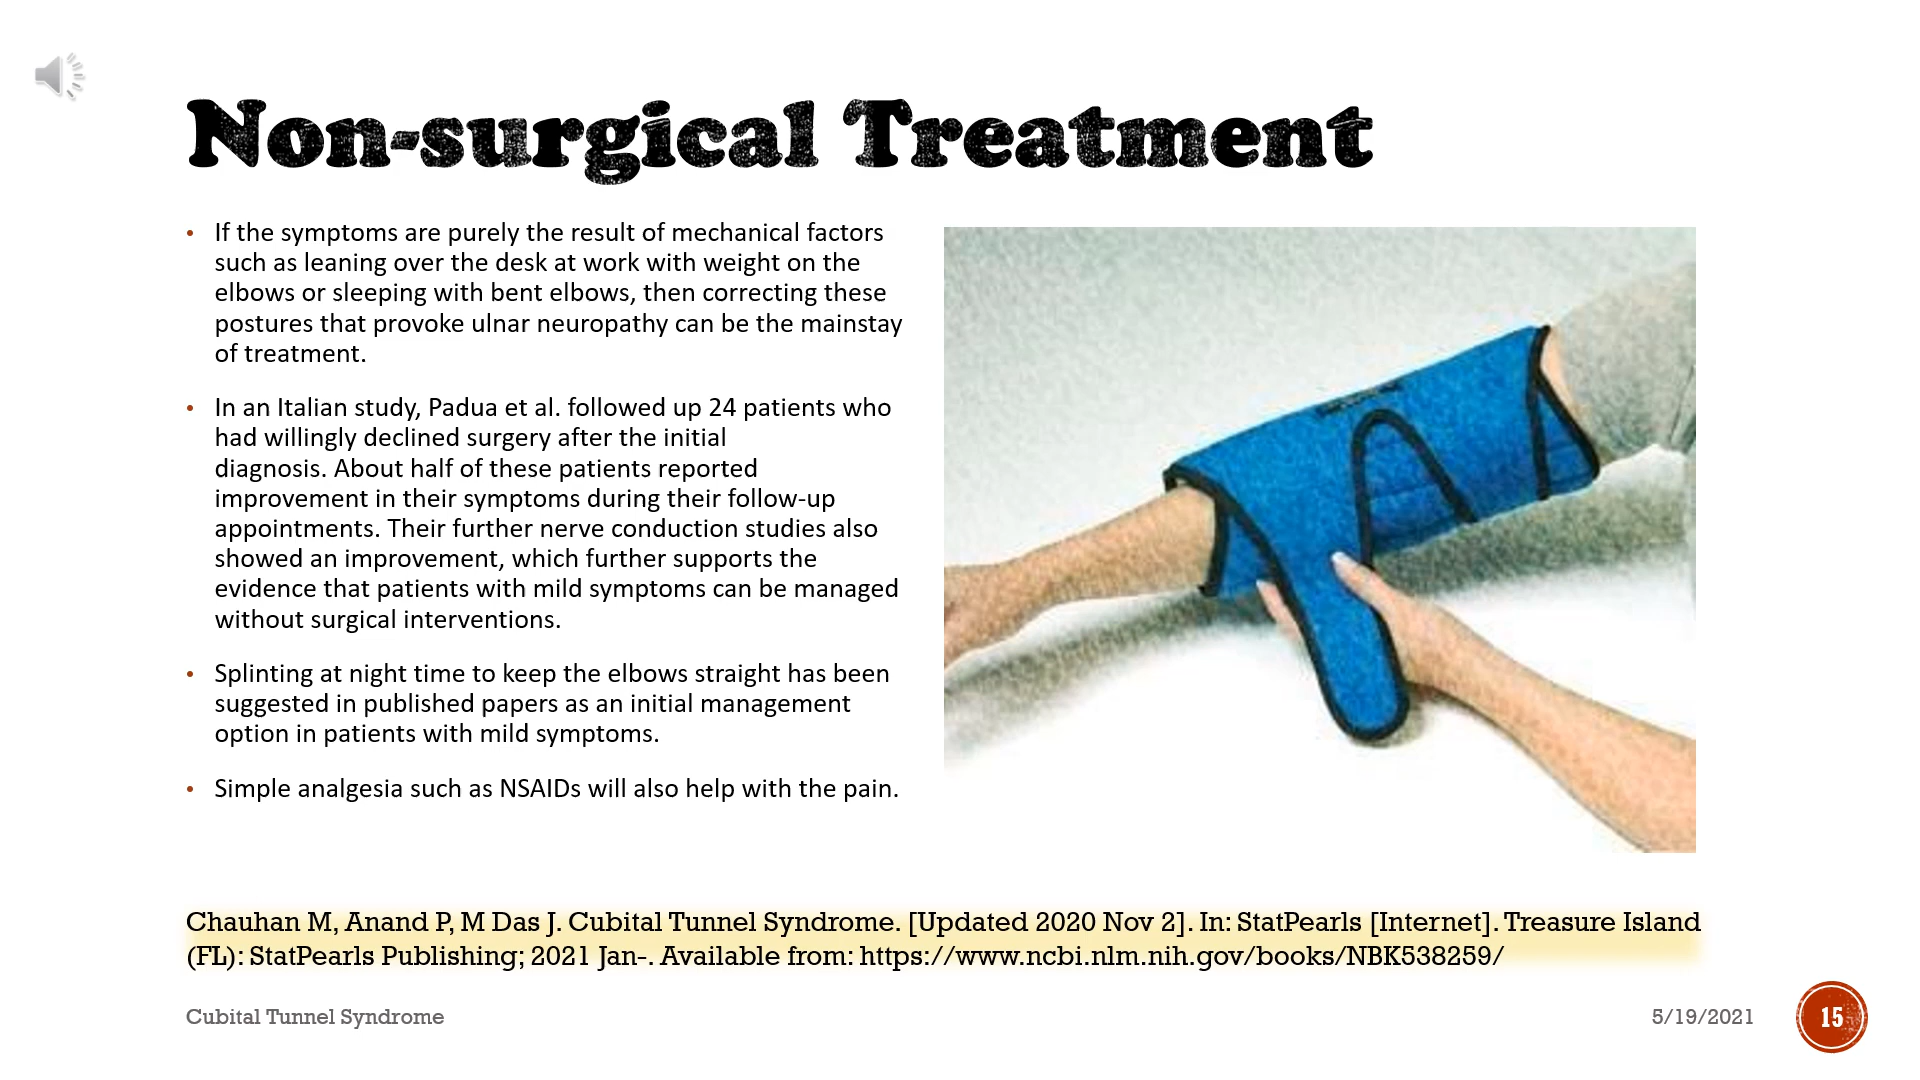 Non-surgical Treatment
• If the symptoms are purely the result of mechanical factors
such as leaning over the desk at work with weight on the
elbows or sleeping with bent elbows, then correcting these
postures that provoke ulnar neuropathy can be the mainstay
of treatment.
• In an Italian study, Padua et al. followed up 24 patients who
had willingly declined surgery after the initial
diagnosis. About half of these patients reported
improvement in their symptoms during their follow-up
appointments. Their further nerve conduction studies also
showed an improvement, which further supports the
evidence that patients with mild symptoms can be managed
without surgical interventions.
• Splinting at night time to keep the elbows straight has been
suggested in published papers as an initial management
option in patients with mild symptoms.
• Simple analgesia such as NSAIDs will also help with the pain.
Chauhan M, Anand P, M Das J. Cubital Tunnel Syndrome. [Updated 2020 Nov 2]. In: StatPearls [Internet]. Treasure Island
(FL): StatPearls Publishing; 2021 Jan-. Available from: https://www.ncbi.nlm.nih.gov/books/NBK538259/
Cubital Tunnel Syndrome
5/19/2021
15